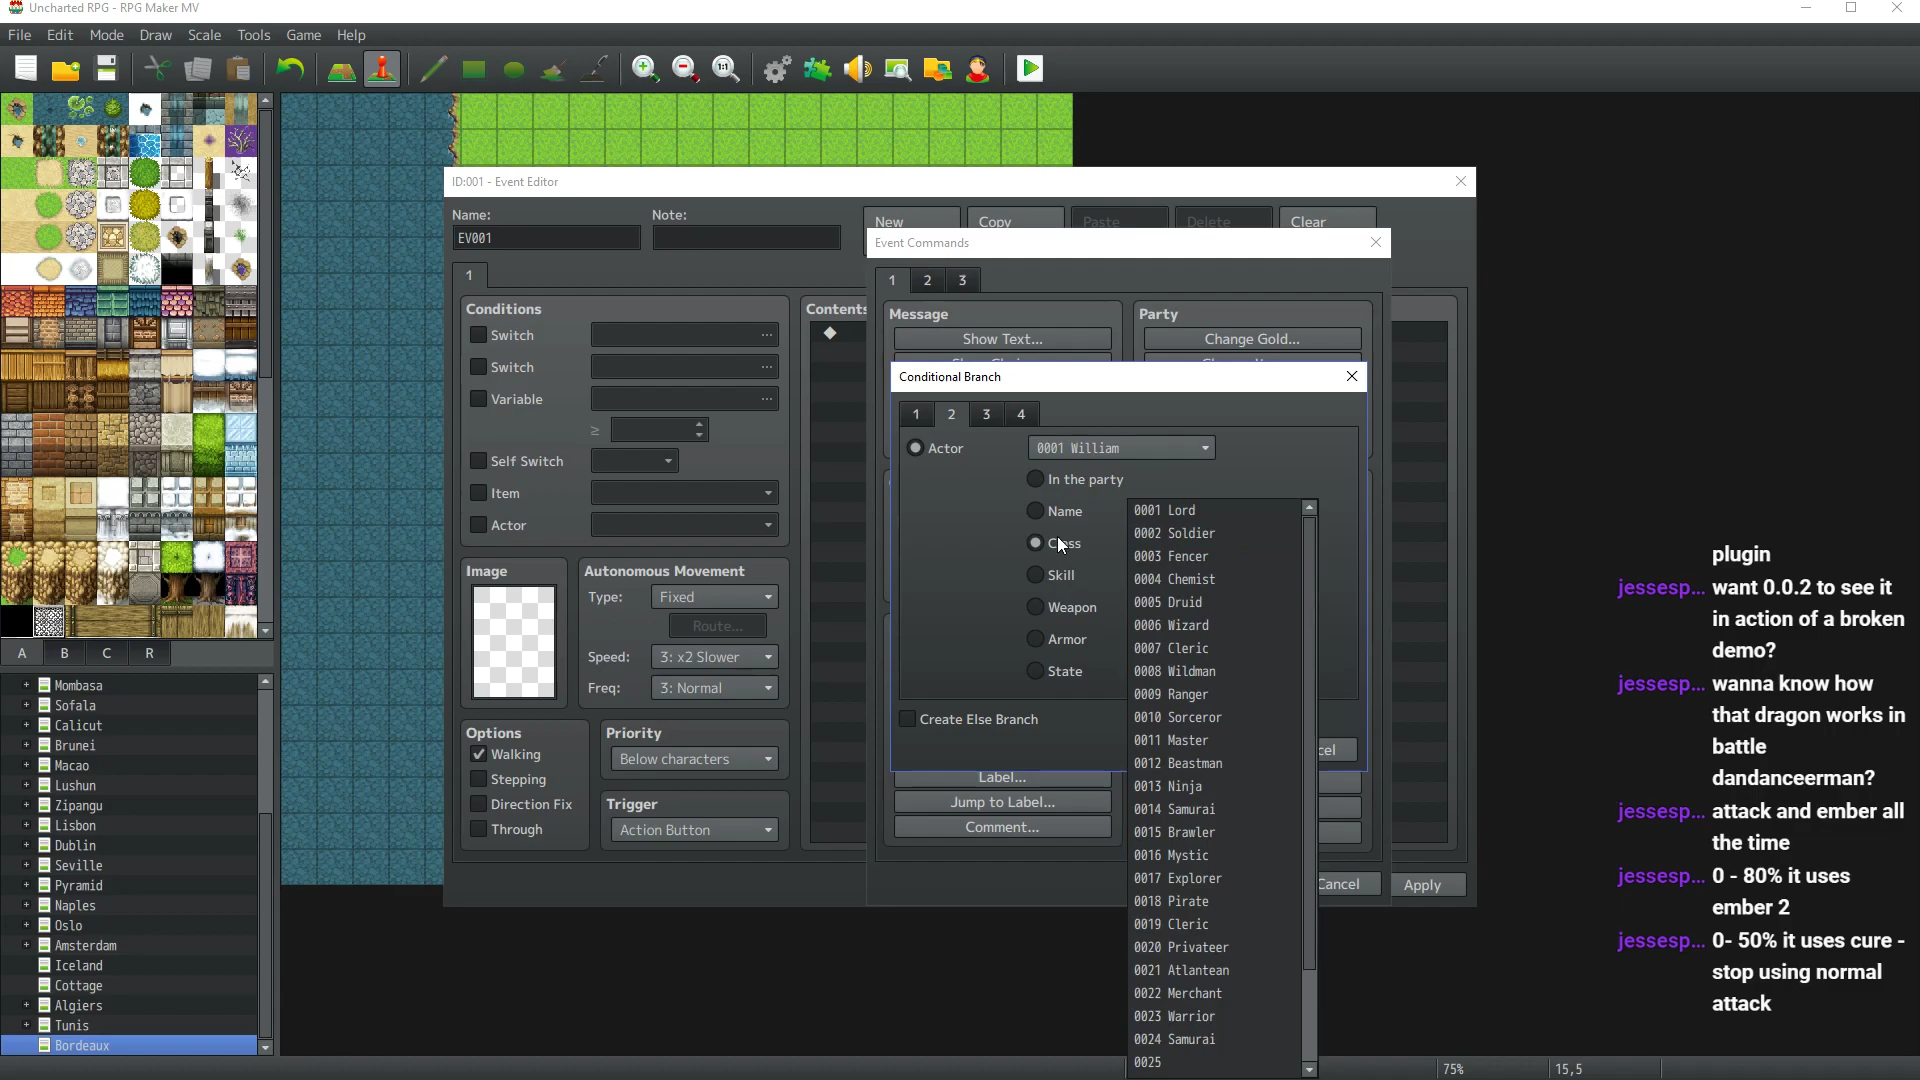 Uncharted RPG - RPG Maker MV
File Edit Mode Draw Scale Tools Game Help
1:1
ID:001 - Event Editor
Name:
Note:
EV001
New
Copy
Paste
Delete
Clear
1
Conditions
Switch
Switch
Variable
≥
Self Switch
Item
Actor
Image
Autonomous Movement
Type: Fixed
Route...
Speed: 3: x2 Slower
Freq: 3: Normal
Options
Walking
Stepping
Direction Fix
Through
Priority
Below characters
Trigger
Action Button
Contents
Event Commands
1 2 3
Message
Show Text...
Party
Change Gold...
Conditional Branch
1 2 3 4
Actor
0001 William
In the party
Name
Class
Skill
Weapon
Armor
State
Create Else Branch
Label...
Jump to Label...
Comment...
0001 Lord
0002 Soldier
0003 Fencer
0004 Chemist
0005 Druid
0006 Wizard
0007 Cleric
0008 Wildman
0009 Ranger
0010 Sorceror
0011 Master
0012 Beastman
0013 Ninja
0014 Samurai
0015 Brawler
0016 Mystic
0017 Explorer
0018 Pirate
0019 Cleric
0020 Privateer
0021 Atlantean
0022 Merchant
0023 Warrior
0024 Samurai
0025
cel
Cancel
Apply
A B C R
Mombasa
Sofala
Calicut
Brunei
Macao
Lushun
Zipangu
Lisbon
Dublin
Seville
Pyramid
Naples
Oslo
Amsterdam
Iceland
Cottage
Algiers
Tunis
Bordeaux
75%
15,5
plugin
jessesp... want 0.0.2 to see it
in action of a broken
demo?
jessesp... wanna know how
that dragon works in
battle
dandanceerman?
jessesp... attack and ember all
the time
jessesp... 0 - 80% it uses
ember 2
jessesp... 0- 50% it uses cure -
stop using normal
attack